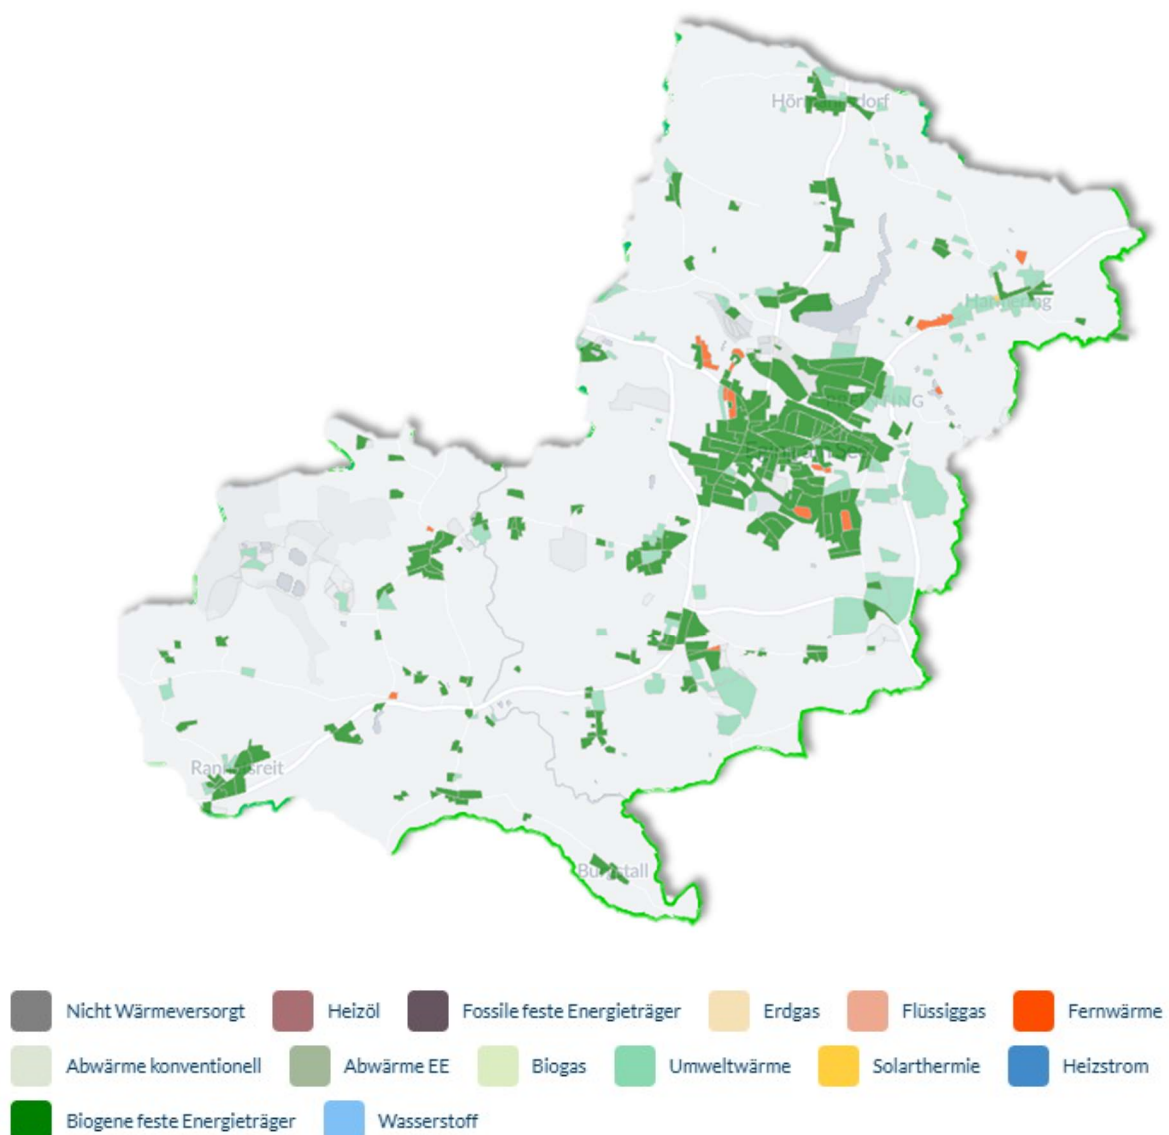 Burgstall
Nicht Wärmeversorgt
Heizöl
Fossile feste Energieträger
Erdgas
Flüssiggas
Fernwärme
Abwärme konventionell
Abwärme EE
Biogas
Umweltwärme
Solarthermie
Heizstrom
Biogene feste Energieträger
Wasserstoff